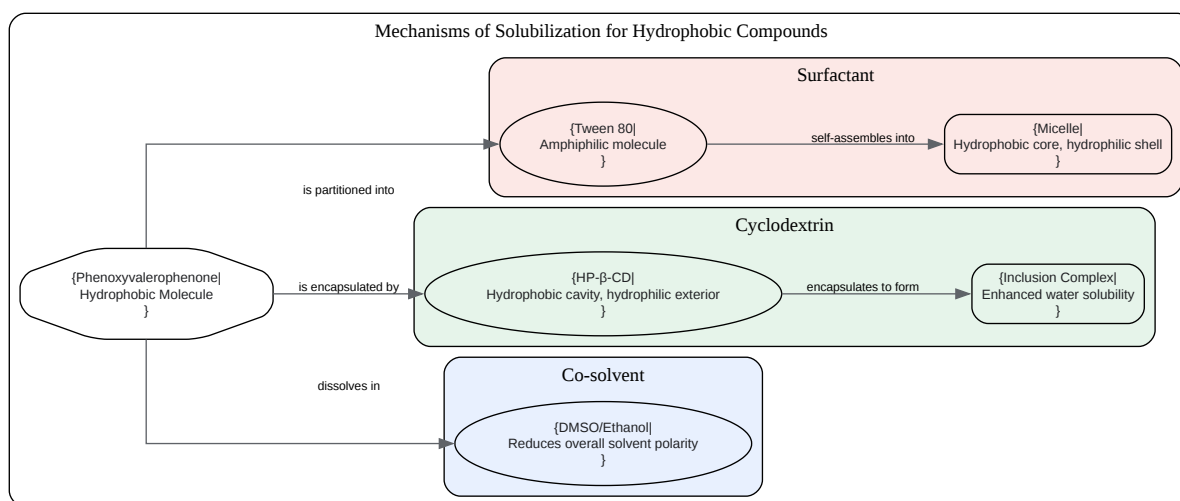 Mechanisms of Solubilization for Hydrophobic Compounds
Surfactant
{Tween 80|
Amphiphilic molecule
}
self-assembles into
{Micelle|
Hydrophobic core, hydrophilic shell
}
is partitioned into
Cyclodextrin
{Phenoxyvalerophenone|
Hydrophobic Molecule
}
is encapsulated by
{HP-β-CD|
Hydrophobic cavity, hydrophilic exterior
}
encapsulates to form
{Inclusion Complex|
Enhanced water solubility
}
dissolves in
Co-solvent
{DMSO/Ethanol|
Reduces overall solvent polarity
}